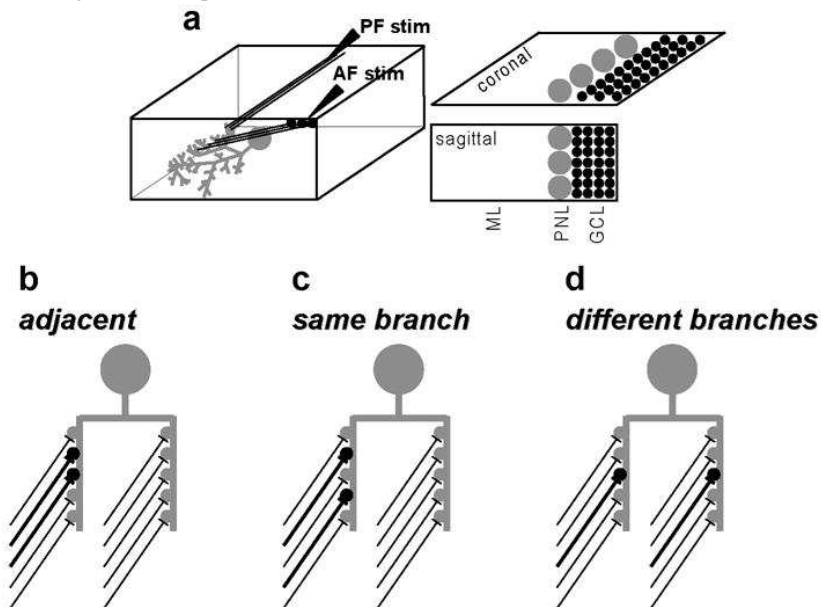 a
PF stim
AF stim
coronal
sagittal
ML
PNL
GCL
b
adjacent
c
same branch
d
different branches